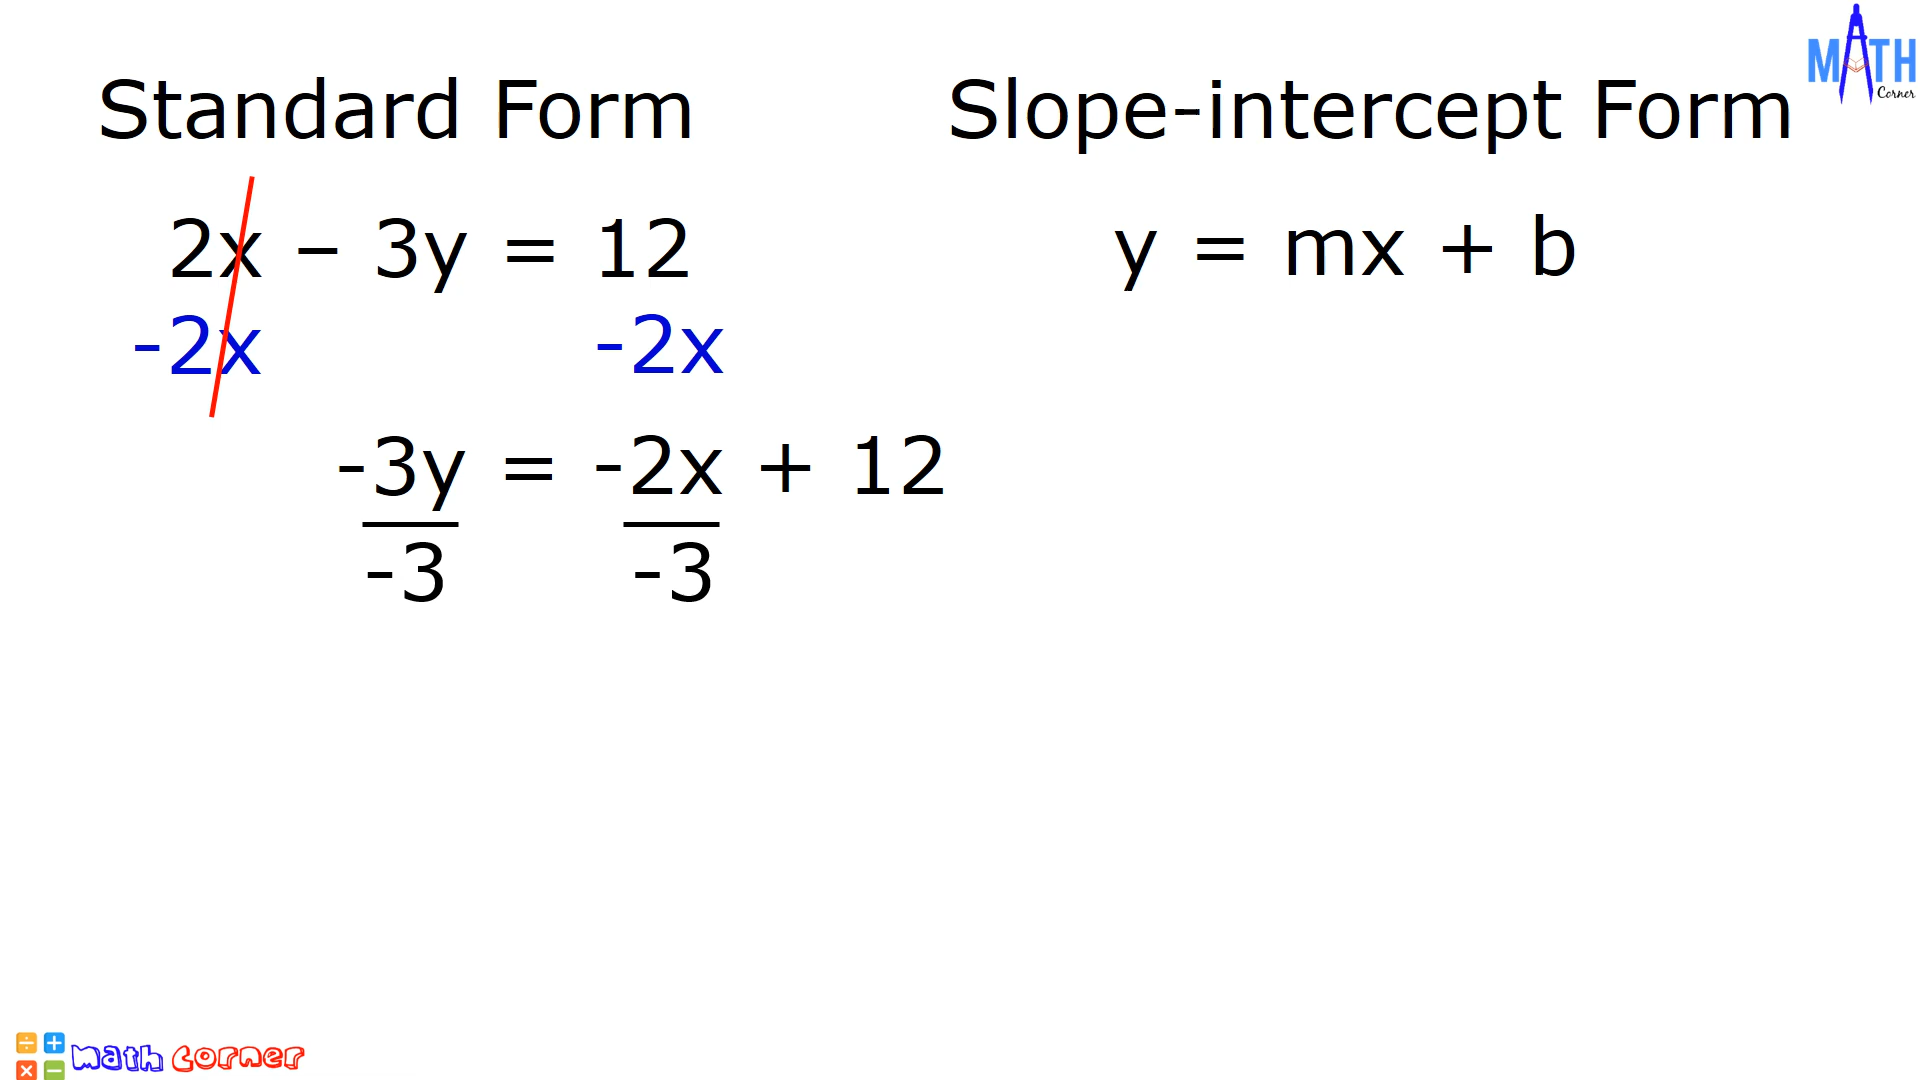 Standard Form
Slope-intercept Form
MATH
Corner
2x – 3y = 12
y = mx + b
-2x -2x
-3y = -2x + 12
-3 -3
÷ +
× −
math corner